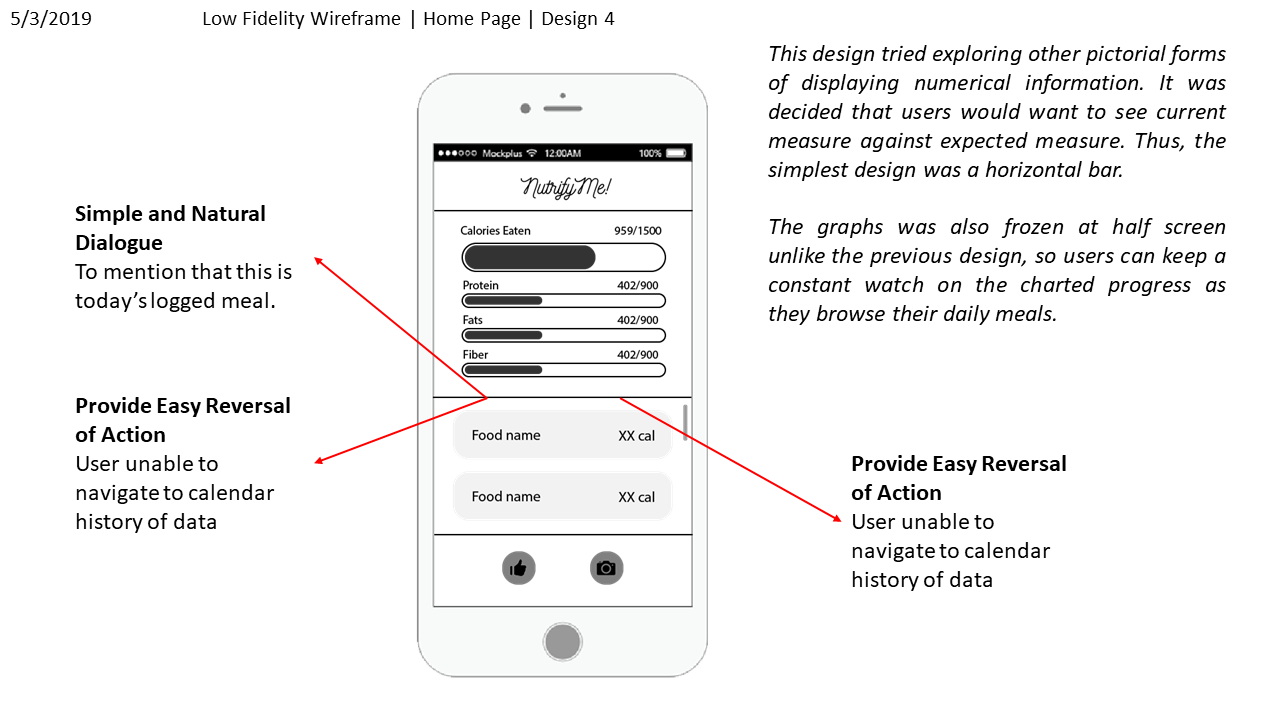 5/3/2019
Low Fidelity Wireframe | Home Page | Design 4
This design tried exploring other pictorial forms
of displaying numerical information. It was
decided that users would want to see current
measure against expected measure. Thus, the
simplest design was a horizontal bar.
The graphs was also frozen at half screen
unlike the previous design, so users can keep a
constant watch on the charted progress as
they browse their daily meals.
Simple and Natural
Dialogue
To mention that this is
today's logged meal.
Provide Easy Reversal
of Action
User unable to
navigate to calendar
history of data
Mockplus 12:00AM 100%
Nutrify Me!
Calories Eaten 959/1500
Protein 402/900
Fats 402/900
Fiber 402/900
Food name XX cal
Food name XX cal
Provide Easy Reversal
of Action
User unable to
navigate to calendar
history of data